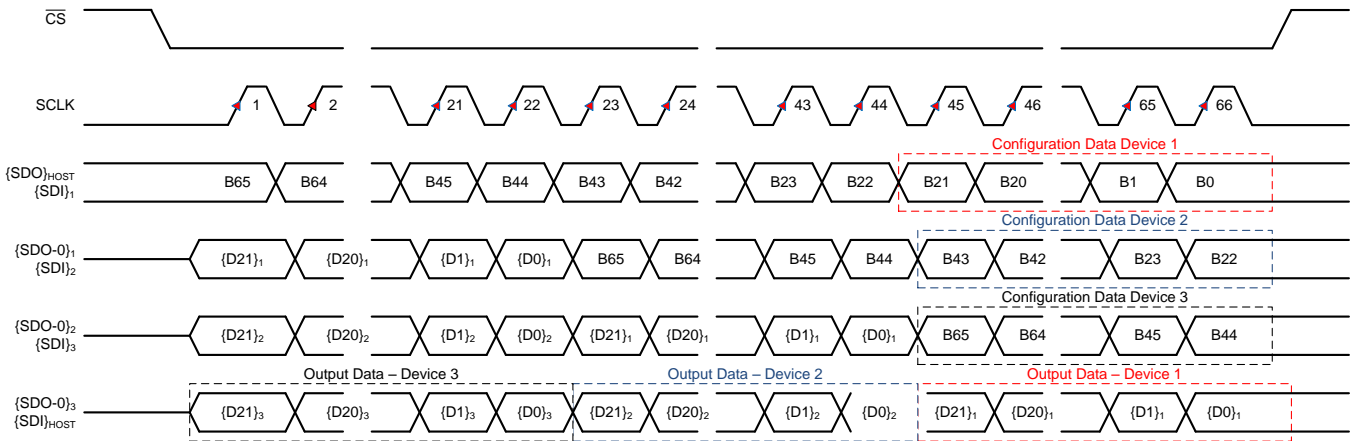 CS
SCLK 1 2 21 22 23 24 43 44 45 46 65 66
Configuration Data Device 1
{SDO}HOST
{SDI}1
B65 B64 B45 B44 B43 B42 B23 B22 B21 B20 B1 B0
Configuration Data Device 2
{SDO-0}1
{SDI}2
{D21}1 {D20}1 {D1}1 {D0}1 B65 B64 B45 B44 B43 B42 B23 B22
Configuration Data Device 3
{SDO-0}2
{SDI}3
{D21}2 {D20}2 {D1}2 {D0}2 {D21}1 {D20}1 {D1}1 {D0}1 B65 B64 B45 B44
Output Data – Device 3 Output Data – Device 2 Output Data – Device 1
{SDO-0}3
{SDI}HOST
{D21}3 {D20}3 {D1}3 {D0}3 {D21}2 {D20}2 {D1}2 {D0}2 {D21}1 {D20}1 {D1}1 {D0}1